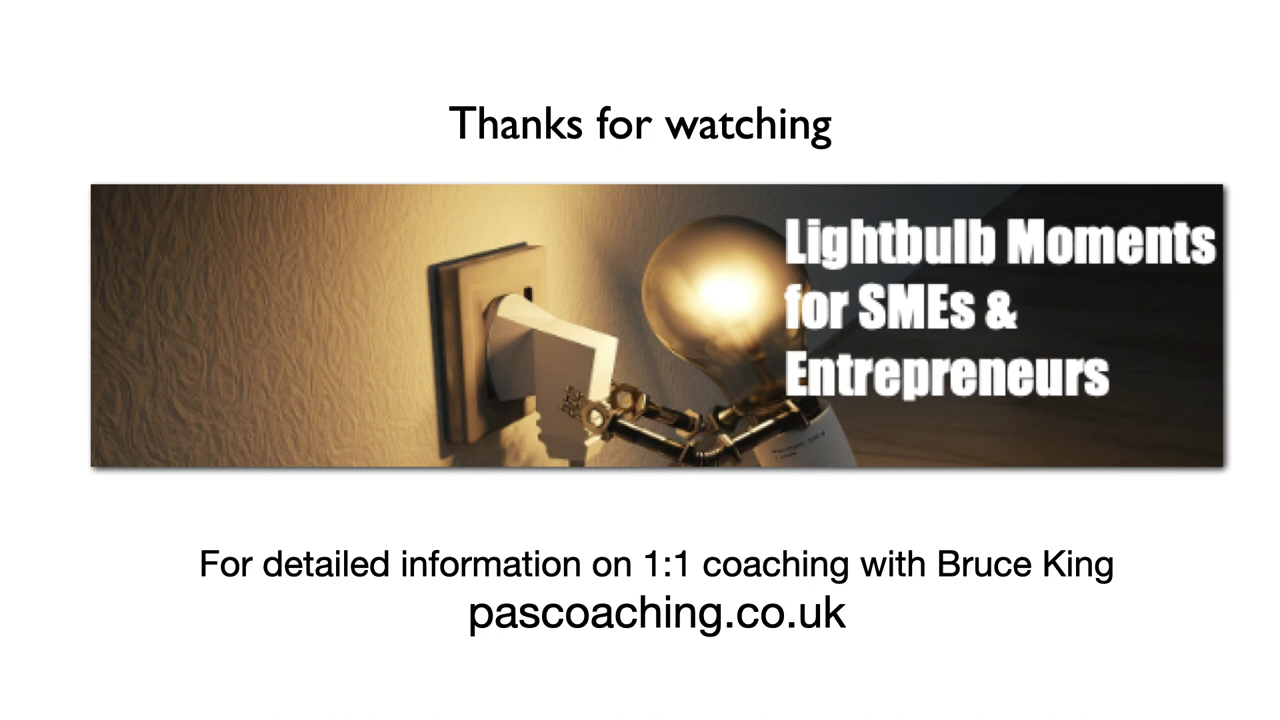 Thanks for watching
Lightbulb Moments
for SMEs &
Entrepreneurs
For detailed information on 1:1 coaching with Bruce King
pascoaching.co.uk